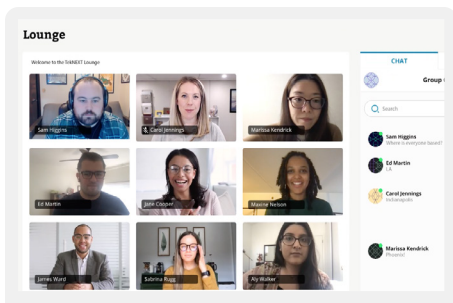 Lounge
Welcome to the THiNEXT Lounge
Sam Higgins
Carol Jennings
Marissa Kendrick
Ed Martin
Jane Cooper
Maxine Nelson
James Ward
Sabrina Rugg
Aly Walker
CHAT
Group
Search
Sam Higgins
Where is everyone based?
Ed Martin
LA
Carol Jennings
Indianapolis
Marissa Kendrick
Phoenix!